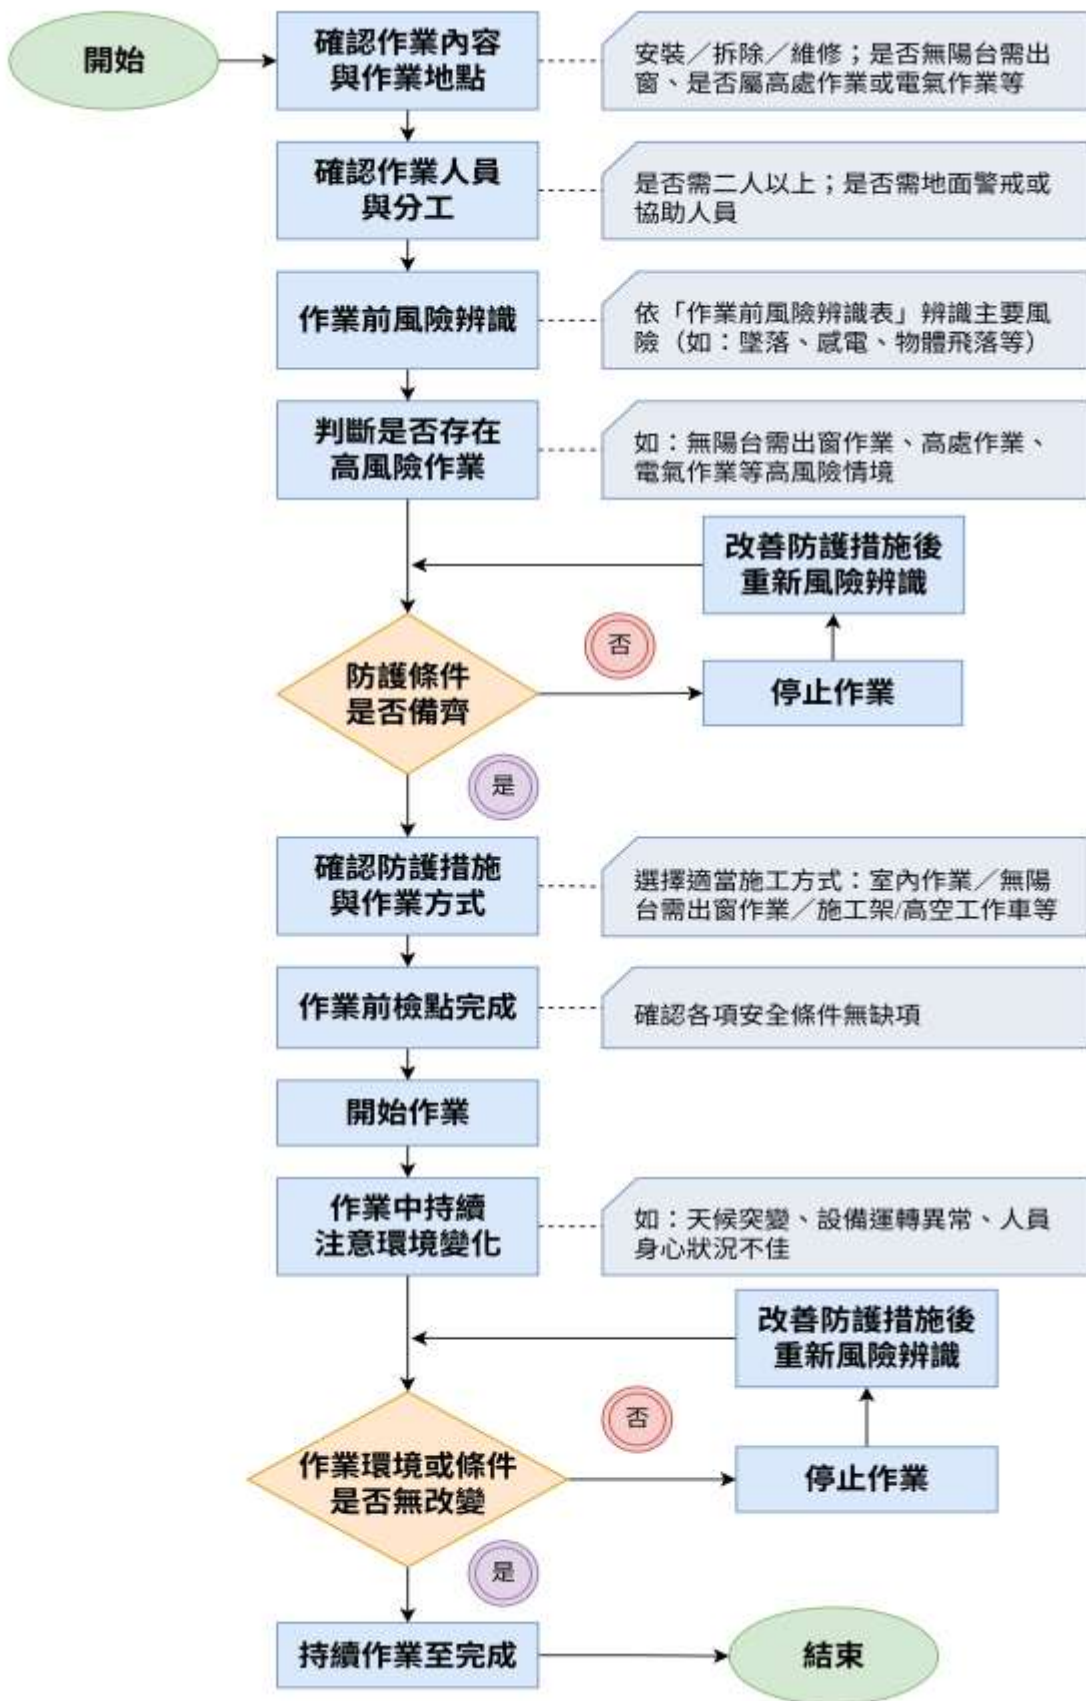 開始
確認作業內容
與作業地點
安裝／拆除／維修；是否無陽台需出
窗、是否屬高處作業或電氣作業等
確認作業人員
與分工
是否需二人以上；是否需地面警戒或
協助人員
作業前風險辨識
依「作業前風險辨識表」辨識主要風
險（如：墜落、感電、物體飛落等）
判斷是否存在
高風險作業
如：無陽台需出窗作業、高處作業、
電氣作業等高風險情境
改善防護措施後
重新風險辨識
否
防護條件
是否備齊
停止作業
是
確認防護措施
與作業方式
選擇適當施工方式：室內作業／無陽
台需出窗作業／施工架/高空工作車等
作業前檢點完成
確認各項安全條件無缺項
開始作業
作業中持續
注意環境變化
如：天候突變、設備運轉異常、人員
身心狀況不佳
改善防護措施後
重新風險辨識
否
作業環境或條件
是否無改變
停止作業
是
持續作業至完成
結束